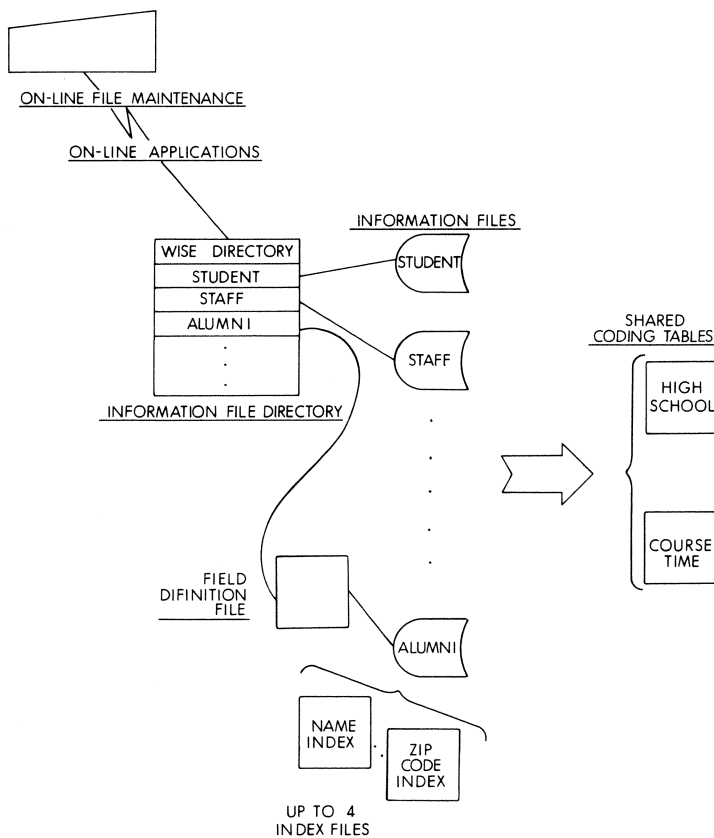 ON-LINE FILE MAINTENANCE
ON-LINE APPLICATIONS
INFORMATION FILES
WISE DIRECTORY
STUDENT
STAFF
ALUMNI
INFORMATION FILE DIRECTORY
STUDENT
STAFF
SHARED
CODING TABLES
HIGH
SCHOOL
COURSE
TIME
FIELD
DIFINITION
FILE
ALUMNI
NAME
INDEX
ZIP
CODE
INDEX
UP TO 4
INDEX FILES